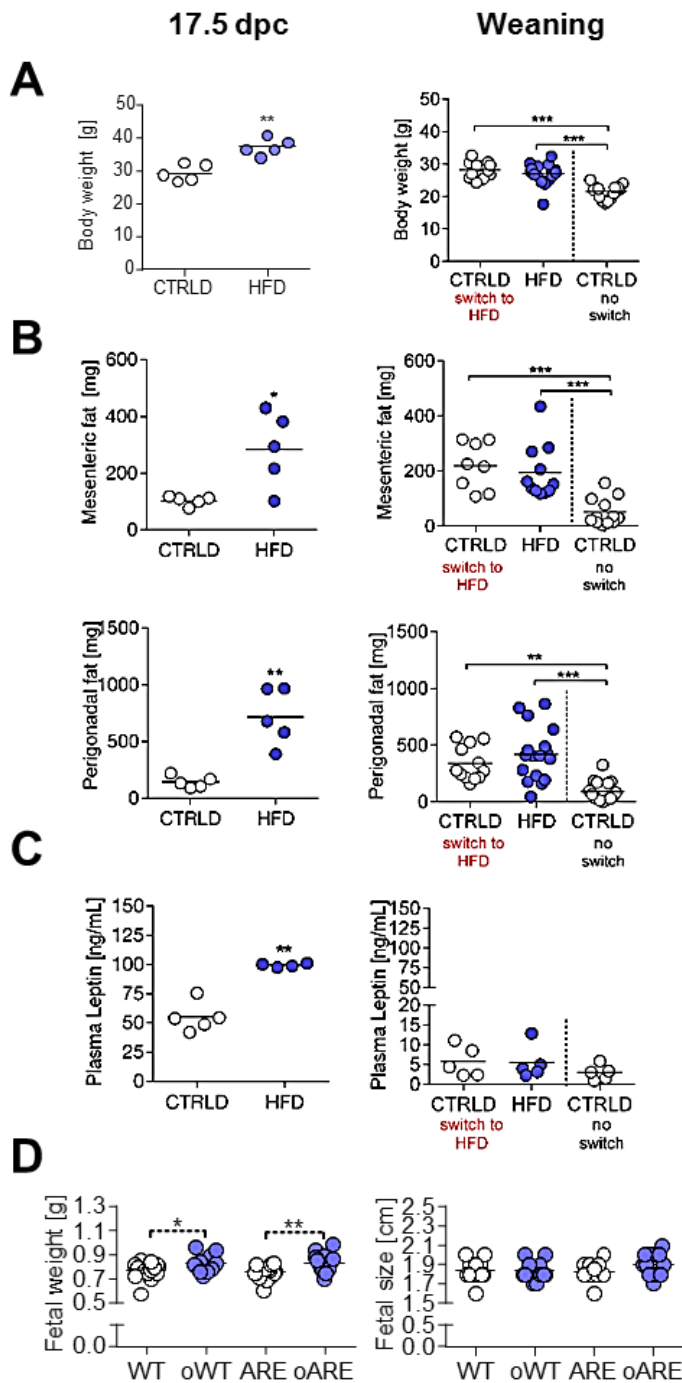 17.5 dpc Weaning
A
Body weight [g]
50
40
30
20
10
0
**
CTRLD HFD
Body weight [g]
50
40
30
20
10
0
***
***
CTRLD HFD CTRLD
switch to no
HFD switch
B
Mesenteric fat [mg]
600
400
200
0
*
CTRLD HFD
Mesenteric fat [mg]
600
400
200
0
***
***
CTRLD HFD CTRLD
switch to no
HFD switch
Perigonadal fat [mg]
1500
1000
500
0
**
CTRLD HFD
Perigonadal fat [mg]
1500
1000
500
0
**
***
CTRLD HFD CTRLD
switch to no
HFD switch
C
Plasma Leptin [ng/mL]
150
125
100
75
50
25
0
**
CTRLD HFD
Plasma Leptin [ng/mL]
150
125
100
75
50
25
20
15
10
5
0
CTRLD HFD CTRLD
switch to no
HFD switch
D
Fetal weight [g]
1.3
1.1
0.9
0.7
0.5
0.0
*
**
WT oWT ARE oARE
Fetal size [cm]
2.5
2.3
2.1
1.9
1.7
1.5
0.0
WT oWT ARE oARE